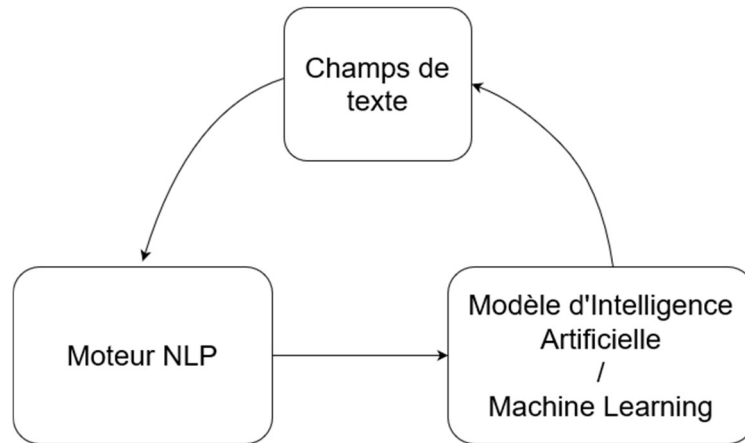 Champs de
texte
Moteur NLP
Modèle d'Intelligence
Artificielle
/
Machine Learning